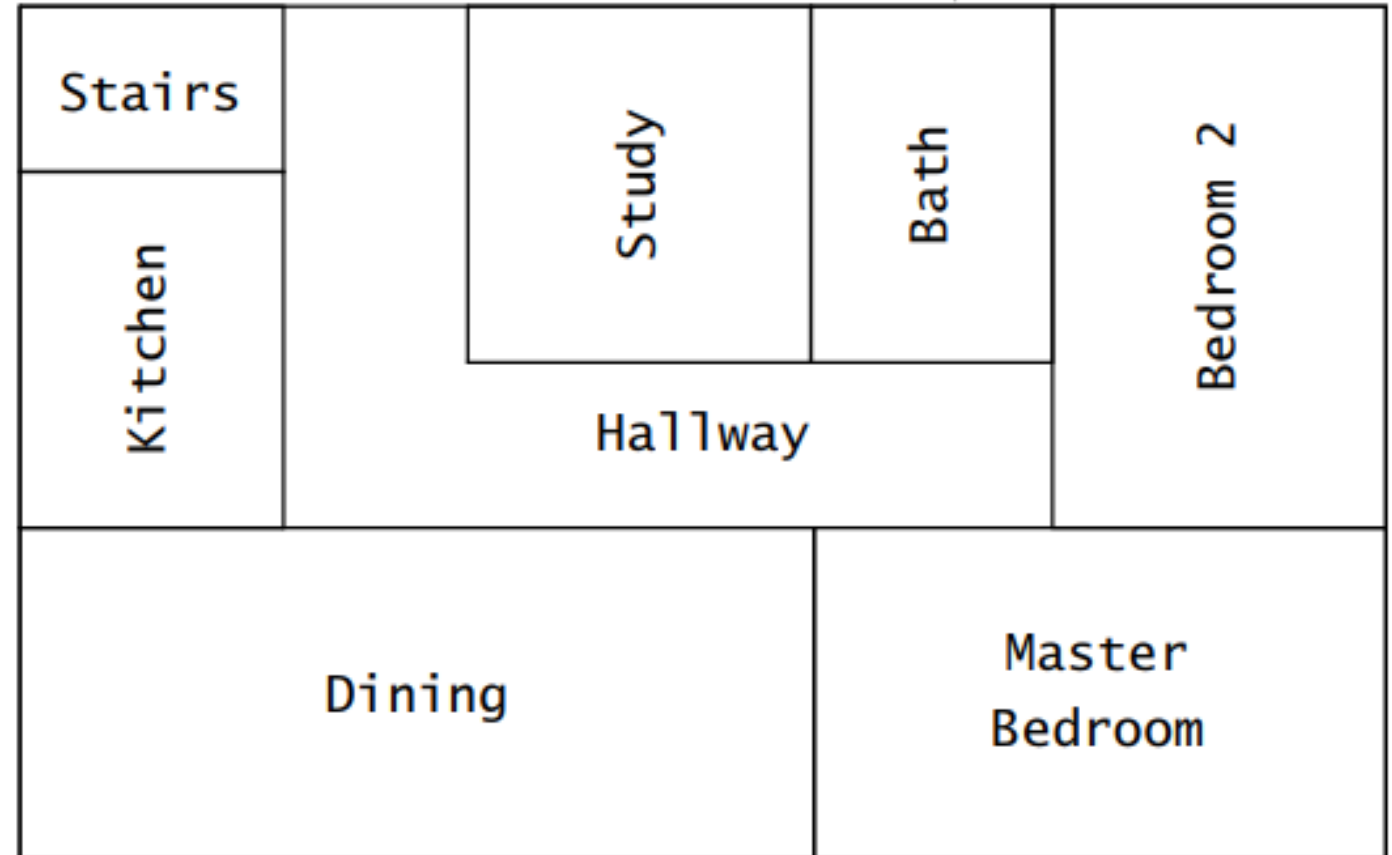 Stairs
Kitchen
Study
Bath
Bedroom 2
Hallway
Dining
Master
Bedroom